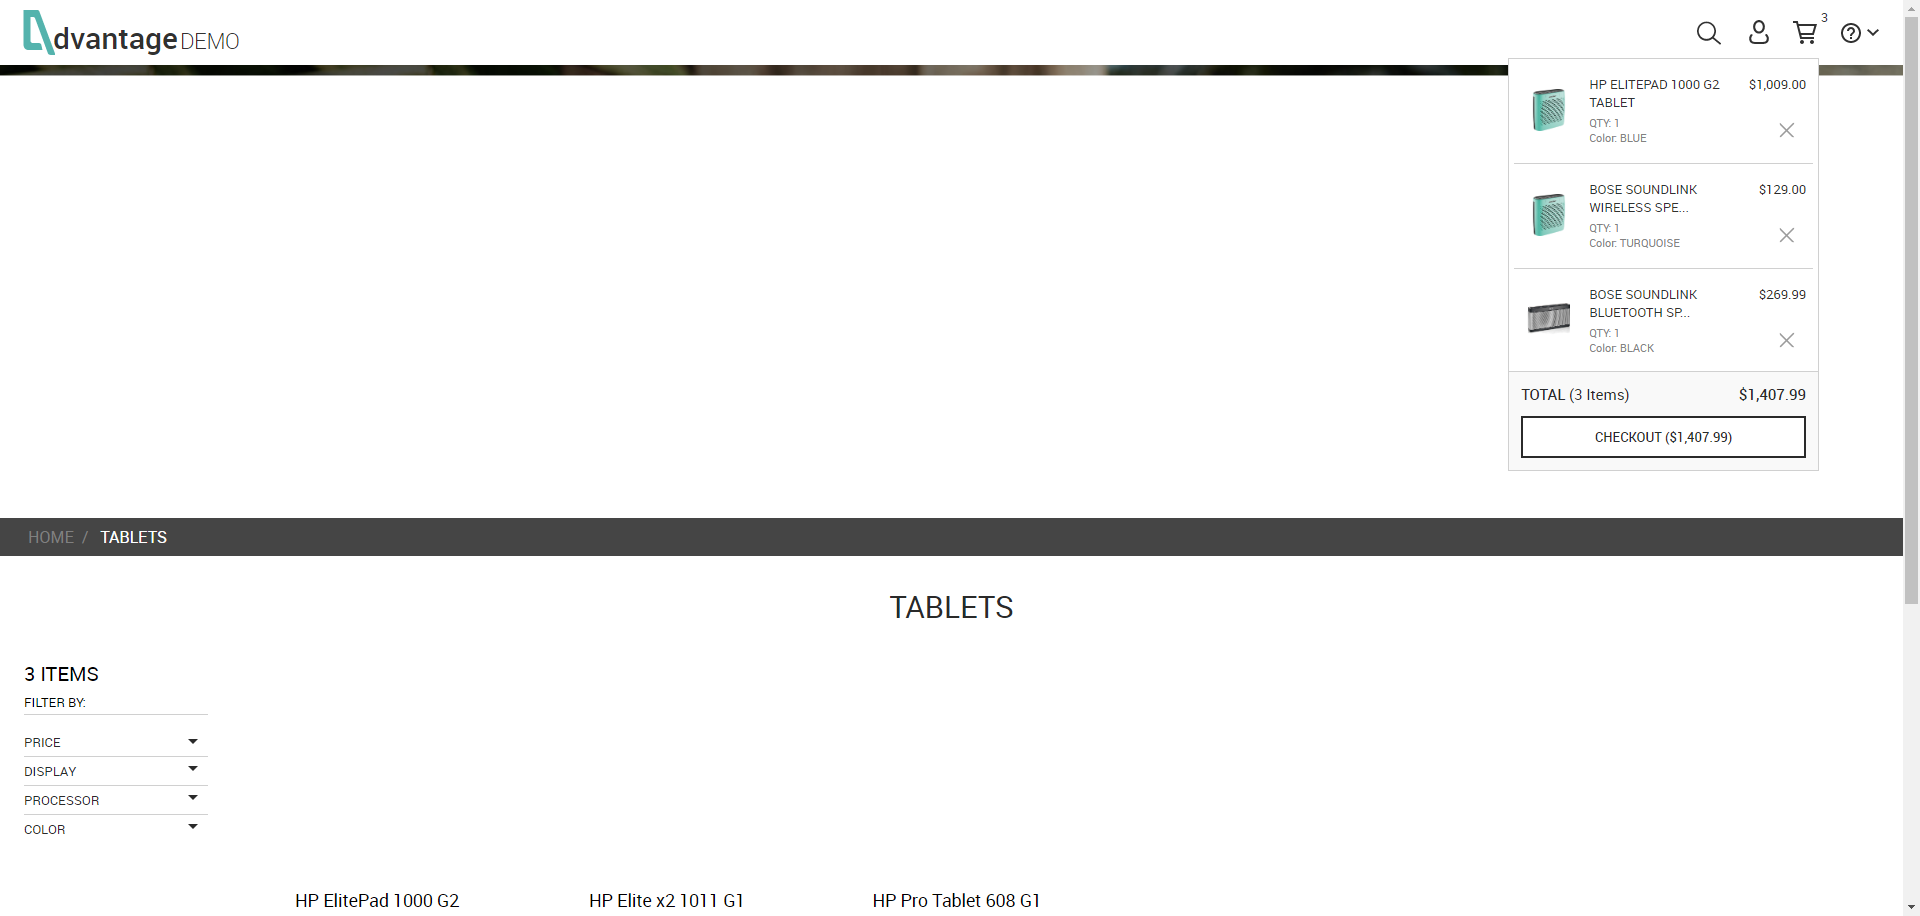 dvantage DEMO
3
HP ELITEPAD 1000 G2
TABLET
$1,009.00
QTY: 1
Color: BLUE
BOSE SOUNDLINK
WIRELESS SPE...
$129.00
QTY: 1
Color: TURQUOISE
BOSE SOUNDLINK
BLUETOOTH SP...
$269.99
QTY: 1
Color: BLACK
TOTAL (3 Items) $1,407.99
CHECKOUT ($1,407.99)
HOME / TABLETS
TABLETS
3 ITEMS
FILTER BY:
PRICE
DISPLAY
PROCESSOR
COLOR
HP ElitePad 1000 G2
HP Elite x2 1011 G1
HP Pro Tablet 608 G1